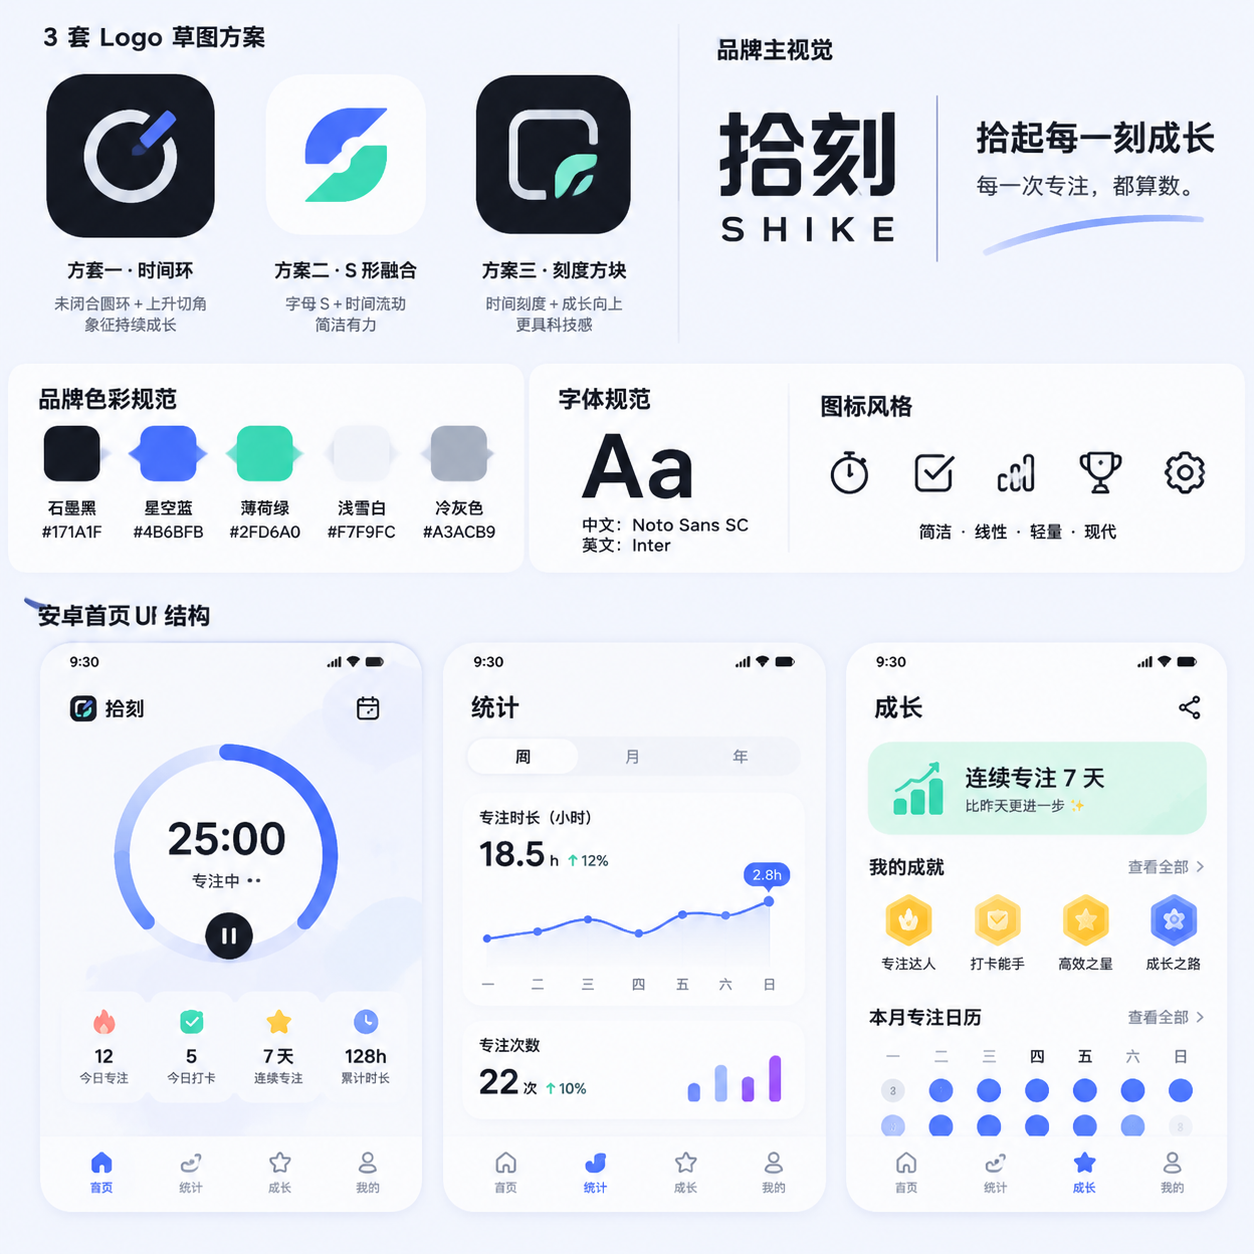 3 套 Logo 草图方案
方套一 · 时间环
未闭合圆环 + 上升切角
象征持续成长
方案二 · S 形融合
字母 S + 时间流动
简洁有力
方案三 · 刻度方块
时间刻度 + 成长向上
更具科技感
品牌主视觉
拾刻
SHIKE
拾起每一刻成长
每一次专注，都算数。
品牌色彩规范
石墨黑
#171A1F
星空蓝
#4B6BFB
薄荷绿
#2FD6A0
浅雪白
#F7F9FC
冷灰色
#A3ACB9
字体规范
Aa
中文：Noto Sans SC
英文：Inter
图标风格
简洁 · 线性 · 轻量 · 现代
安卓首页 UI 结构
9:30
拾刻
25:00
专注中
12
今日专注
5
今日打卡
7 天
连续专注
128h
累计时长
首页
统计
成长
我的
9:30
统计
月
年
专注时长（小时）
18.5 h ↑ 12%
2.8h
一 二 三 四 五 六 日
专注次数
22 次 ↑ 10%
首页
统计
成长
我的
9:30
成长
连续专注 7 天
比昨天更进一步
我的成就
查看全部 >
专注达人
打卡能手
高效之星
成长之路
本月专注日历
查看全部 >
一 二 三 四 五 六 日
3
首页
统计
成长
我的